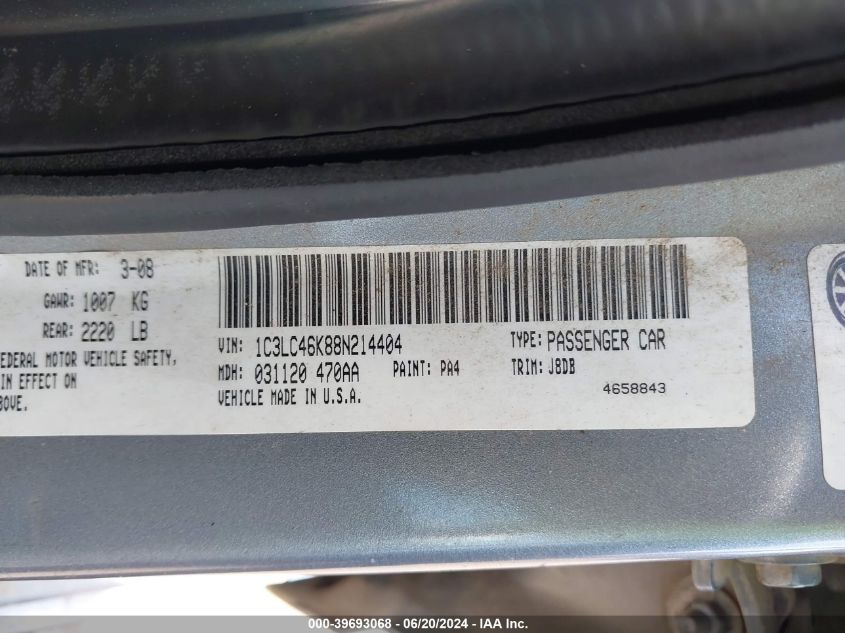 DATE OF MFR: 3-08
GAWR: 1007 KG
REAR: 2220 LB
FEDERAL MOTOR VEHICLE SAFETY,
IN EFFECT ON
VIN: 1C3LC46K88N214404
TYPE: PASSENGER CAR
MDH: 031120 470AA
PAINT: PA4
TRIM: J8DB
VEHICLE MADE IN U.S.A.
4658843
000-39693068 - 06/20/2024 - IAA Inc.